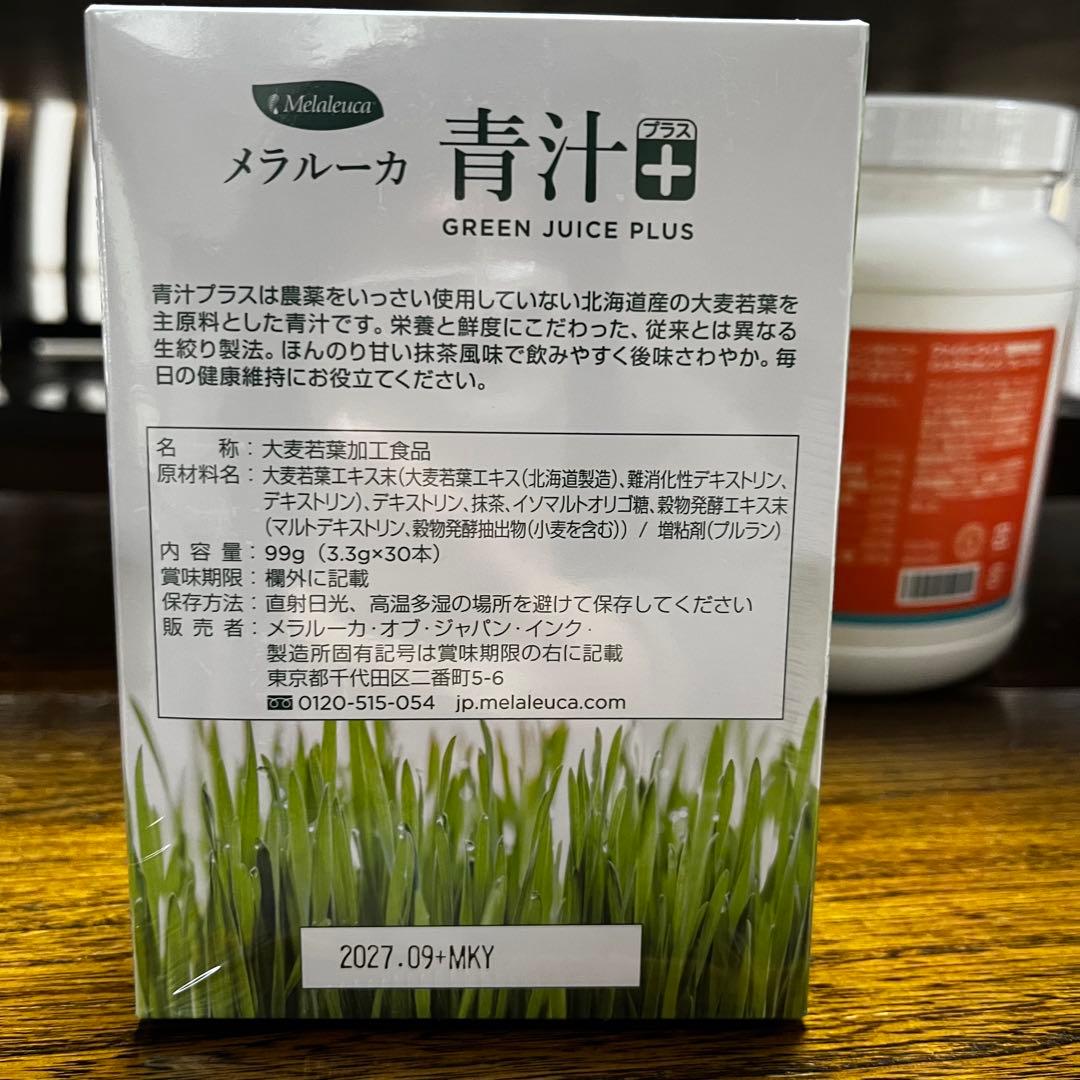 Melaleuca
メラルーカ 青汁 プラス +
GREEN JUICE PLUS
青汁プラスは農薬をいっさい使用していない北海道産の大麦若葉を
主原料とした青汁です。栄養と鮮度にこだわった、従来とは異なる
生絞り製法。ほんのり甘い抹茶風味で飲みやすく後味さわやか。毎
日の健康維持にお役立てください。
名称：大麦若葉加工食品
原材料名：大麦若葉エキス末(大麦若葉エキス(北海道製造)、難消化性デキストリン、
デキストリン)、デキストリン、抹茶、イソマルトオリゴ糖、穀物発酵エキス末
(マルトデキストリン、穀物発酵抽出物(小麦を含む)) / 増粘剤(プルラン)
内容量：99g（3.3g×30本）
賞味期限：欄外に記載
保存方法：直射日光、高温多湿の場所を避けて保存してください
販売者：メラルーカ・オブ・ジャパン・インク.
製造所固有記号は賞味期限の右に記載
東京都千代田区二番町5-6
0120-515-054 jp.melaleuca.com
2027.09+MKY